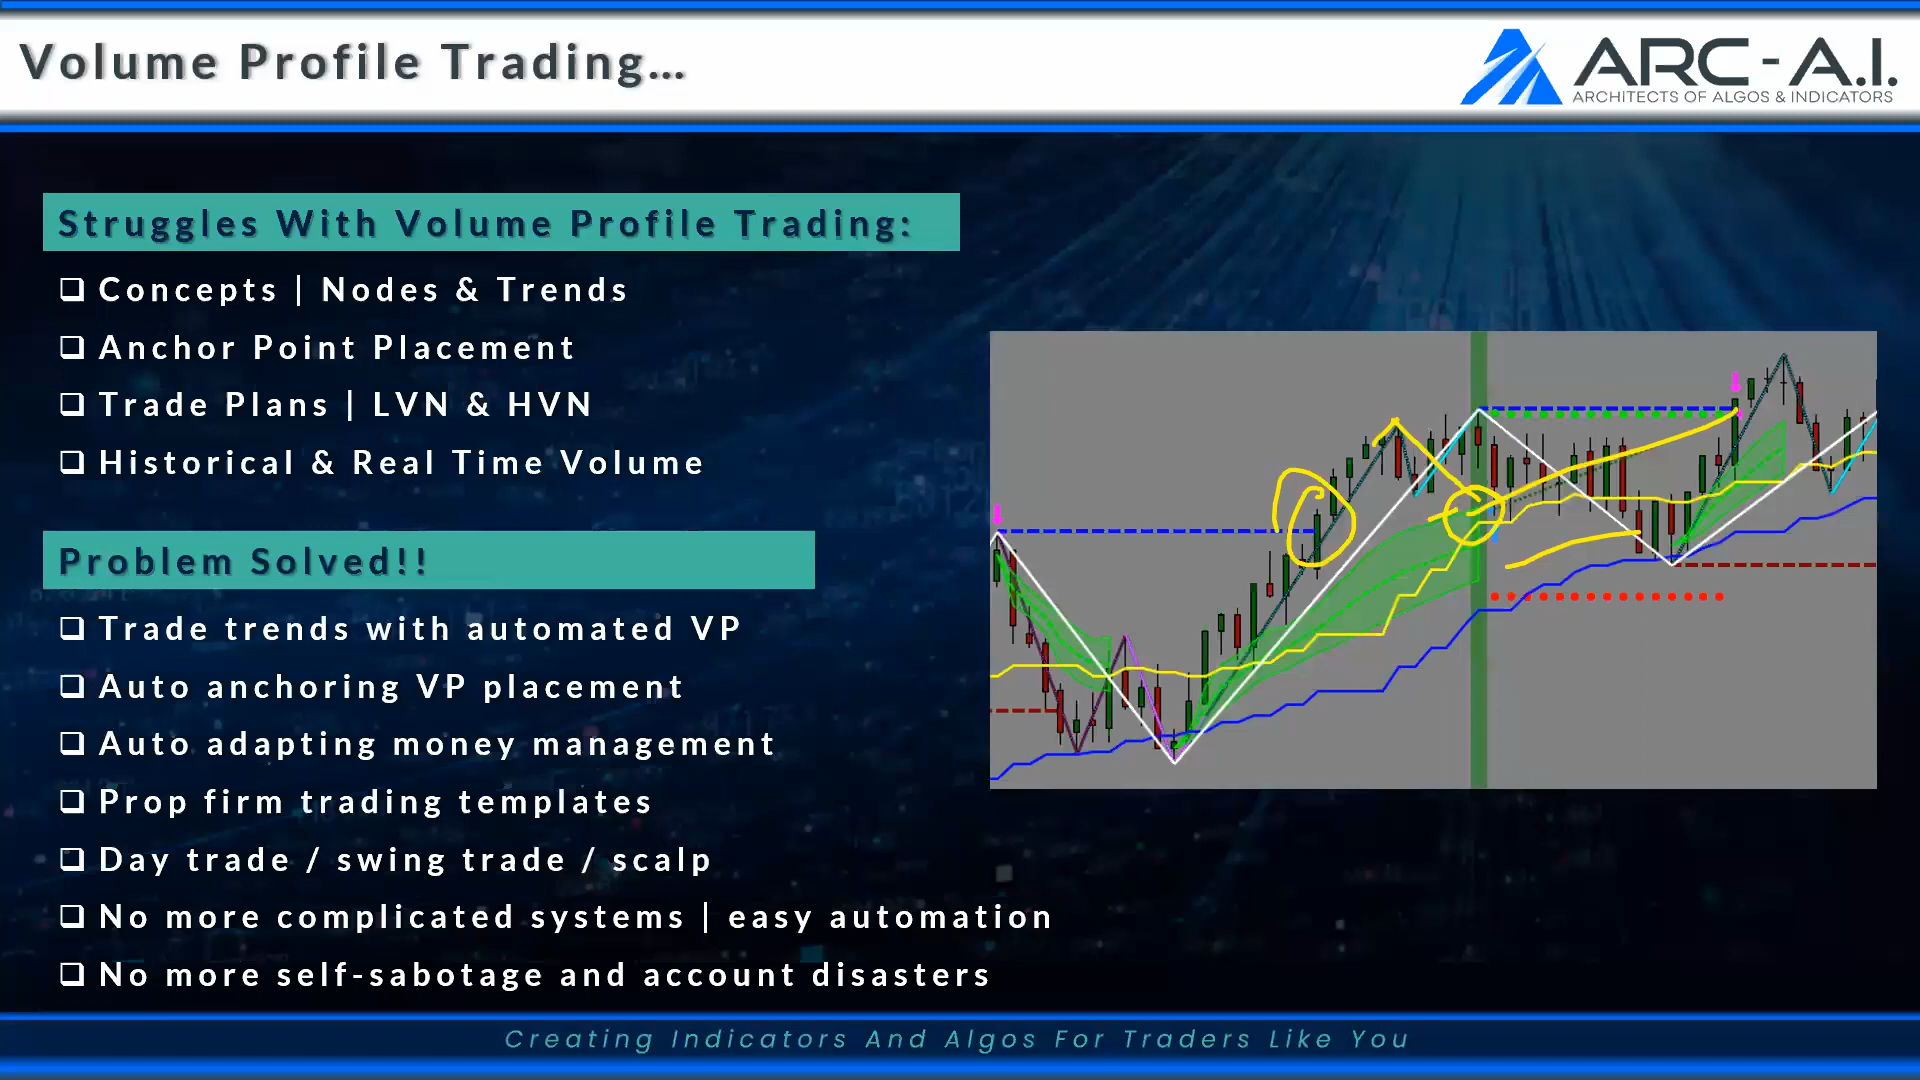 Volume Profile Trading...
ARC-A.I.
ARCHITECTS OF ALGOS & INDICATORS
Struggles With Volume Profile Trading:
Concepts | Nodes & Trends
Anchor Point Placement
Trade Plans | LVN & HVN
Historical & Real Time Volume
Problem Solved!!
Trade trends with automated VP
Auto anchoring VP placement
Auto adapting money management
Prop firm trading templates
Day trade / swing trade / scalp
No more complicated systems | easy automation
No more self-sabotage and account disasters
Creating Indicators And Algos For Traders Like You